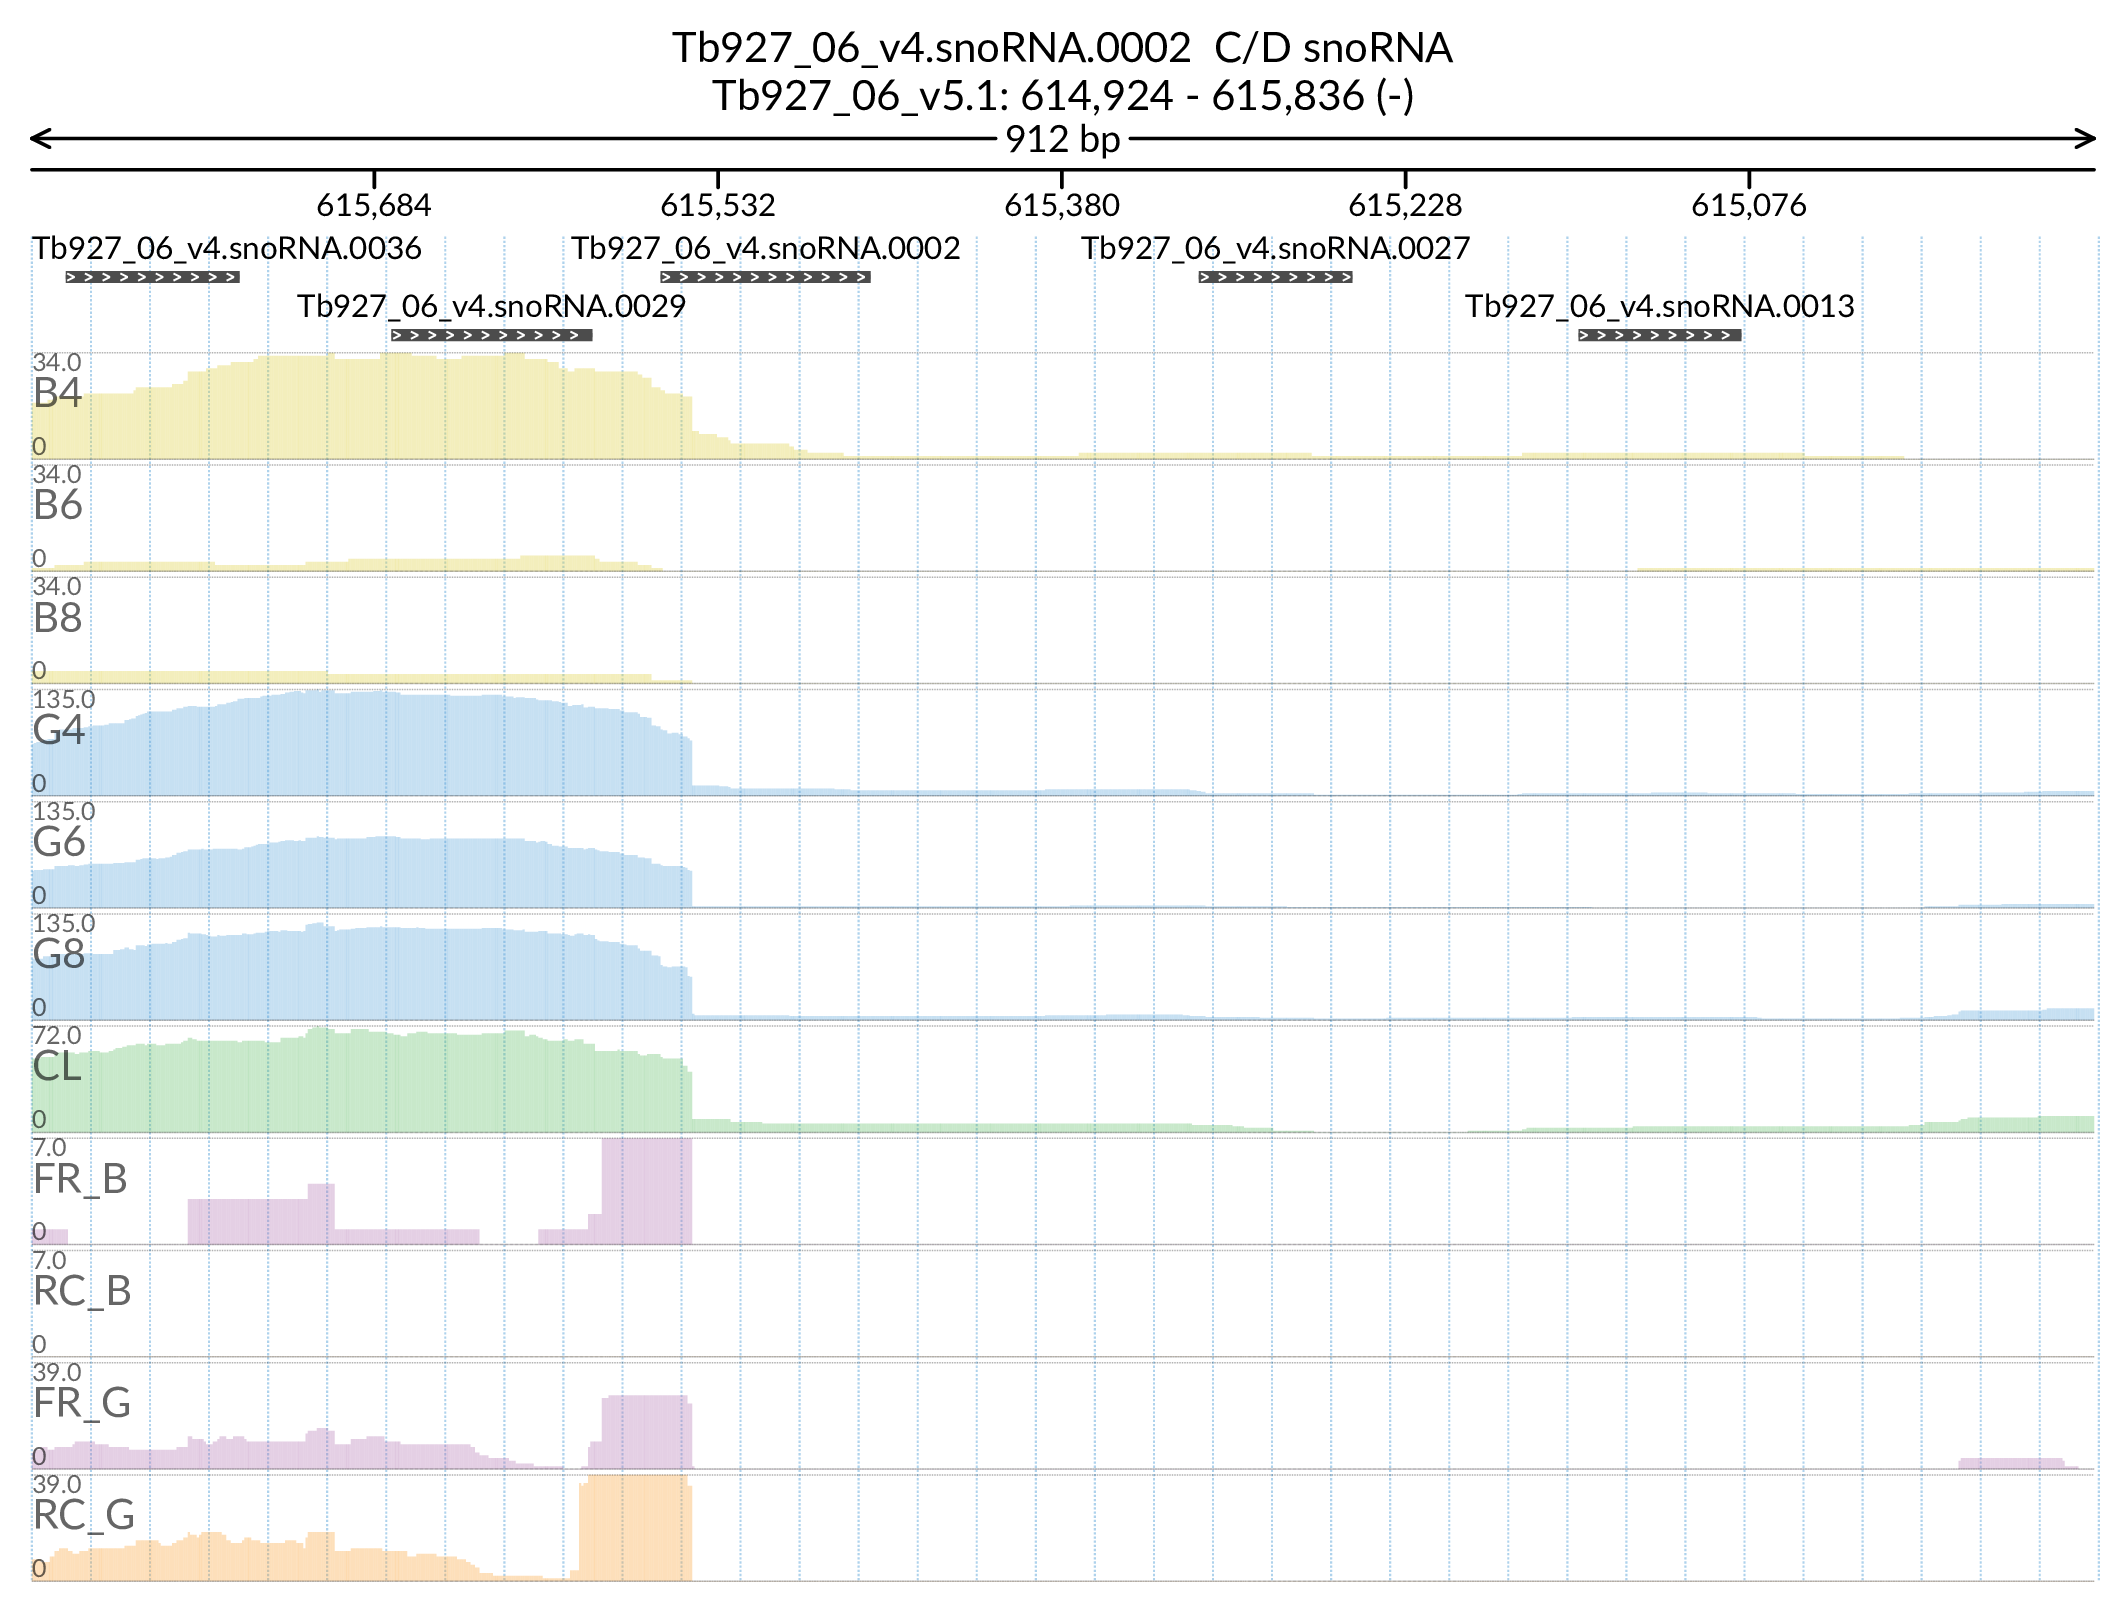 Tb927_06_v4.snoRNA.0002 C/D snoRNA
Tb927_06_v5.1: 614,924 - 615,836 (-)
912 bp
615,684 615,532 615,380 615,228 615,076
Tb927_06_v4.snoRNA.0036 Tb927_06_v4.snoRNA.0002 Tb927_06_v4.snoRNA.0027
Tb927_06_v4.snoRNA.0029 Tb927_06_v4.snoRNA.0013
34.0
B4
0
34.0
B6
0
34.0
B8
0
135.0
G4
0
135.0
G6
0
135.0
G8
0
72.0
CL
0
7.0
FR_B
0
7.0
RC_B
0
39.0
FR_G
0
39.0
RC_G
0